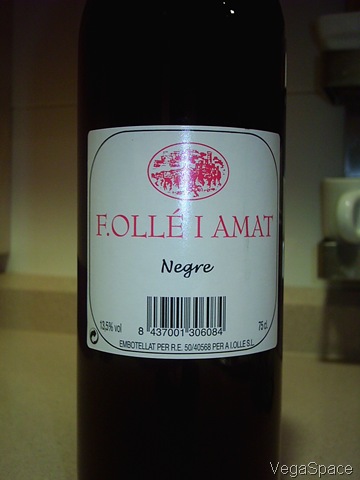 F.OLLÉ I AMAT
Negre
13,5% vol
75 cl.
8 437001 306084
EMBOTELLAT PER R.E. 50/40568 PER A I.OLLE S.L.
VegaSpace